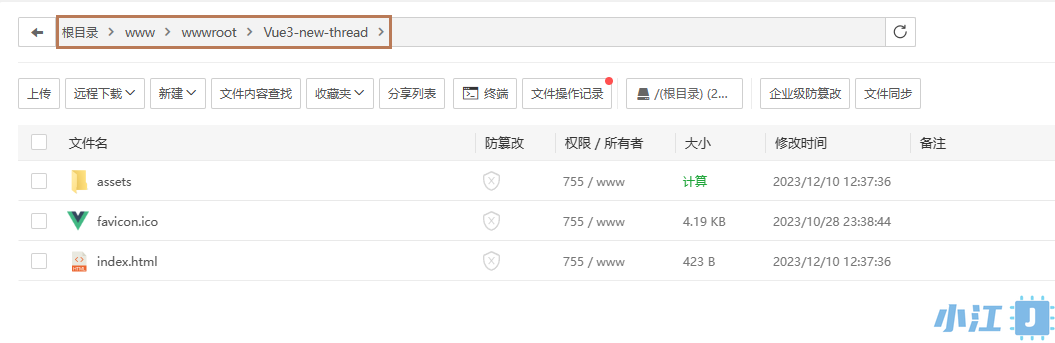 根目录 www wwwroot Vue3-new-thread
上传 远程下载 新建 文件内容查找 收藏夹 分享列表 终端 文件操作记录 /(根目录) (2... 企业级防篡改 文件同步
文件名 防篡改 权限 / 所有者 大小 修改时间 备注
assets 755 / www 计算 2023/12/10 12:37:36
favicon.ico 755 / www 4.19 KB 2023/10/28 23:38:44
index.html 755 / www 423 B 2023/12/10 12:37:36
小江 J